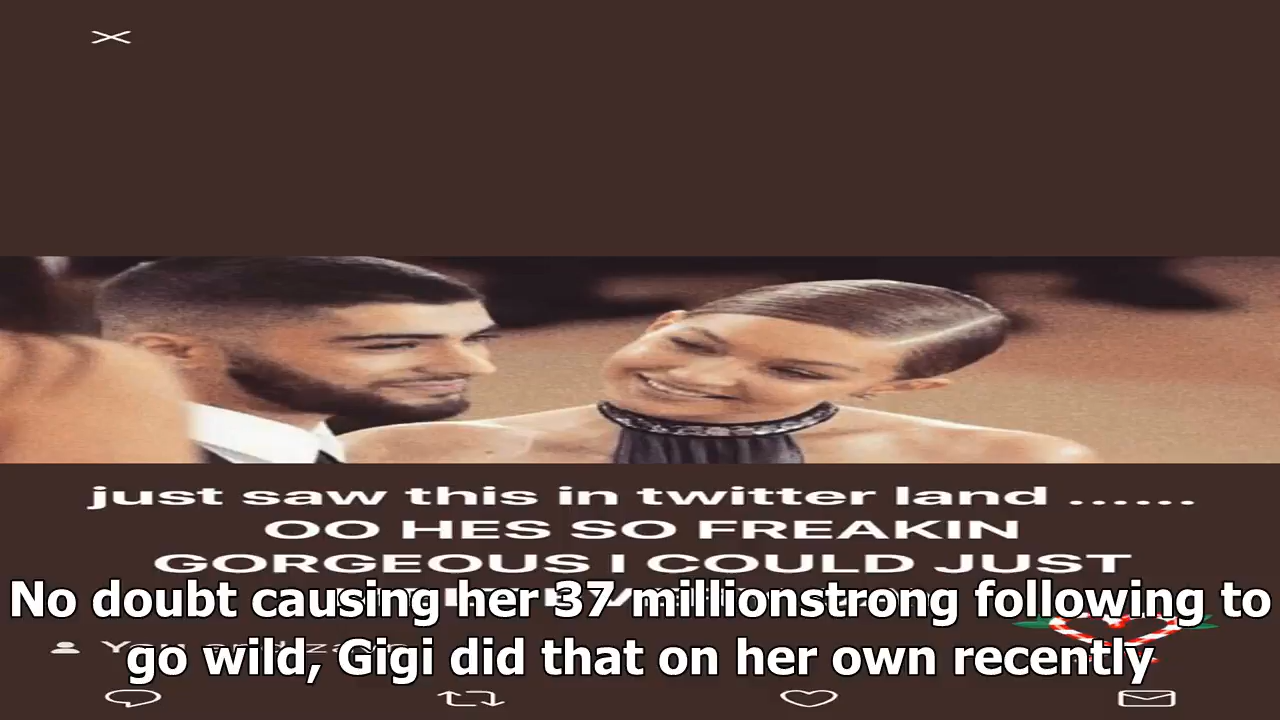 just saw this in twitter land ......
OO HES SO FREAKIN
GORGEOUS I COULD JUST
No doubt causing her 37 millionstrong following to
go wild, Gigi did that on her own recently